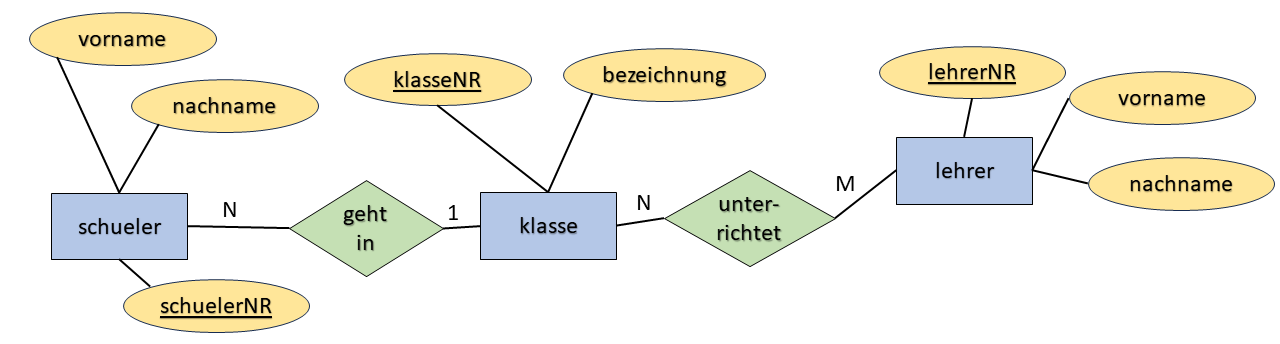 vorname
nachname
klasseNR
bezeichnung
lehrerNR
vorname
nachname
schueler
N
geht
in
1
klasse
N
unter-
richtet
M
lehrer
schuelerNR